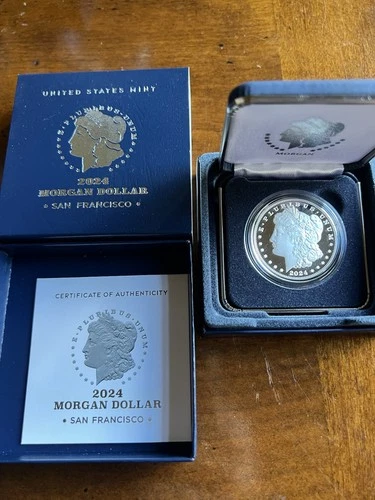 UNITED STATES MINT
E·PLURIBUS·UNUM
2024
MORGAN DOLLAR
• SAN FRANCISCO •
MORGAN
E·PLURIBUS·UNUM
2024
CERTIFICATE OF AUTHENTICITY
E·PLURIBUS·UNUM
2024
MORGAN DOLLAR
• SAN FRANCISCO •